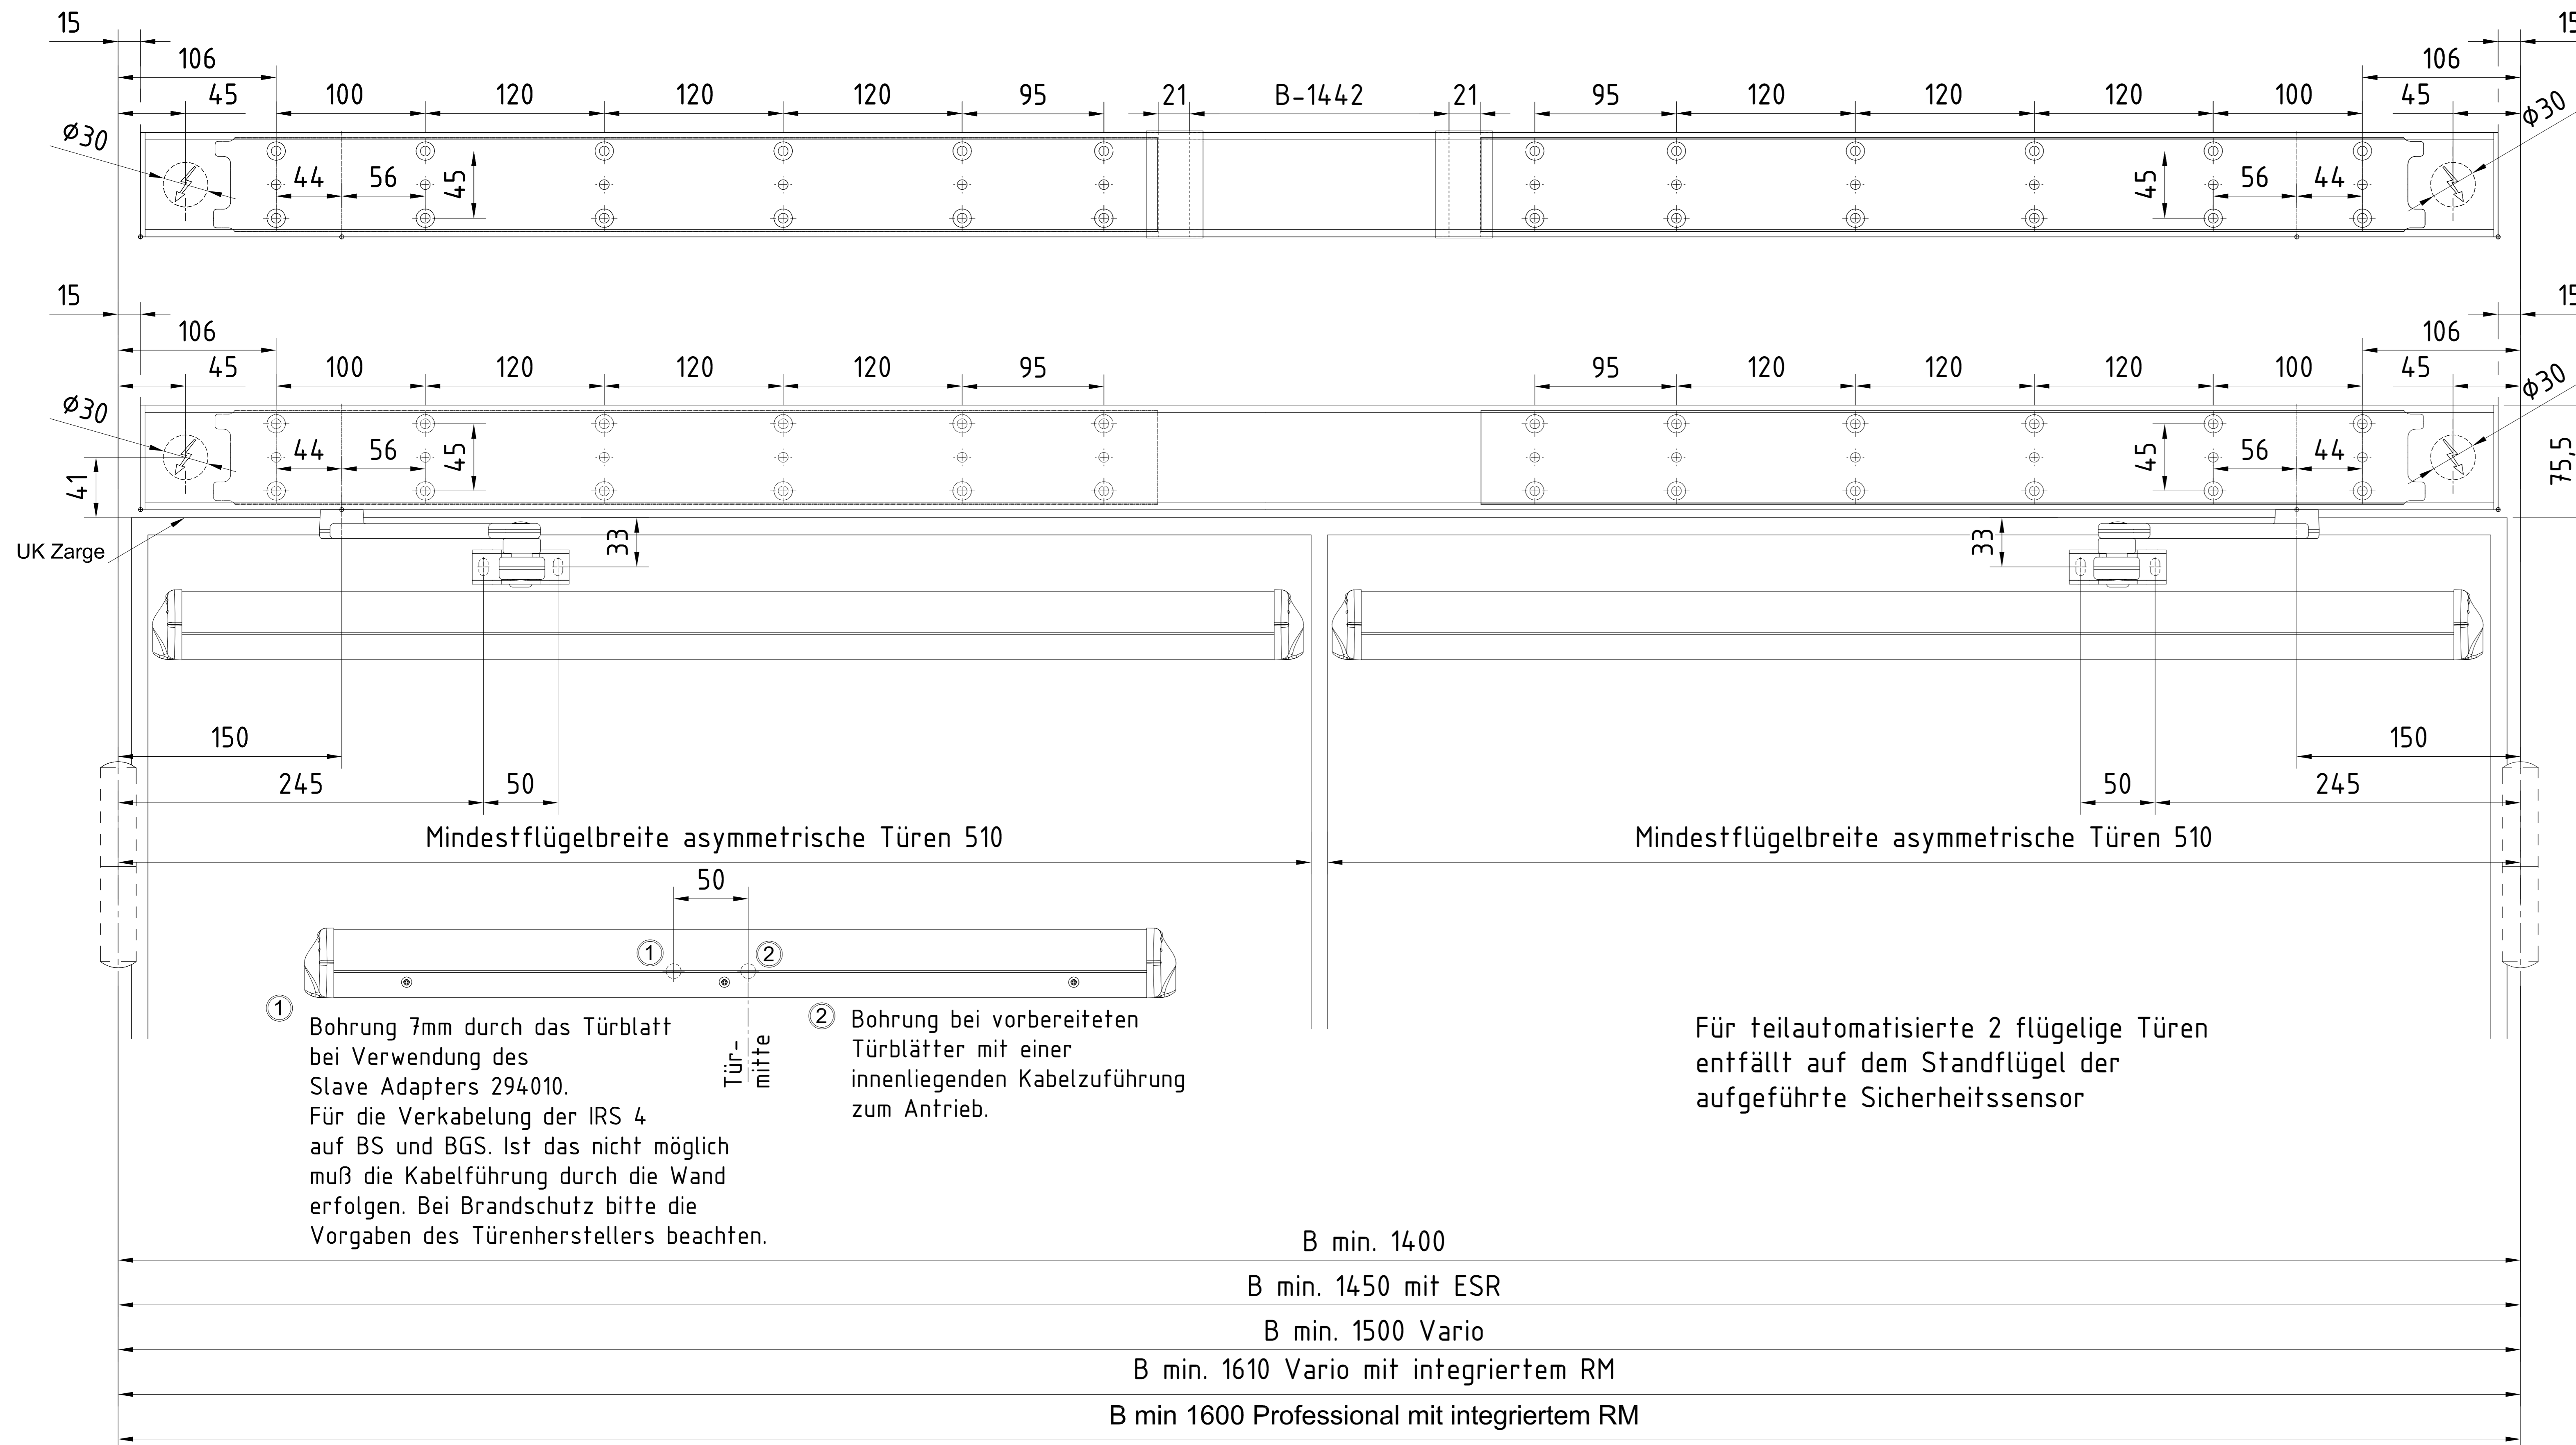 15
15
106
106
45
100
120
120
120
95
21
B-1442
21
95
120
120
120
100
45
Ø30
Ø30
44
56
45
45
56
44
15
15
106
106
45
100
120
120
120
95
95
120
120
120
100
45
Ø30
Ø30
44
56
45
45
56
44
41
75,5
UK Zarge
33
33
150
150
245
50
50
245
Mindestflügelbreite asymmetrische Türen 510
Mindestflügelbreite asymmetrische Türen 510
50
1
2
1
Bohrung 7mm durch das Türblatt
bei Verwendung des
Slave Adapters 294010.
Für die Verkabelung der IRS 4
auf BS und BGS. Ist das nicht möglich
muß die Kabelführung durch die Wand
erfolgen. Bei Brandschutz bitte die
Vorgaben des Türenherstellers beachten.
Tür-
mitte
2
Bohrung bei vorbereiteten
Türblätter mit einer
innenliegenden Kabelzuführung
zum Antrieb.
Für teilautomatisierte 2 flügelige Türen
entfällt auf dem Standflügel der
aufgeführte Sicherheitssensor
B min. 1400
B min. 1450 mit ESR
B min. 1500 Vario
B min. 1610 Vario mit integriertem RM
B min 1600 Professional mit integriertem RM